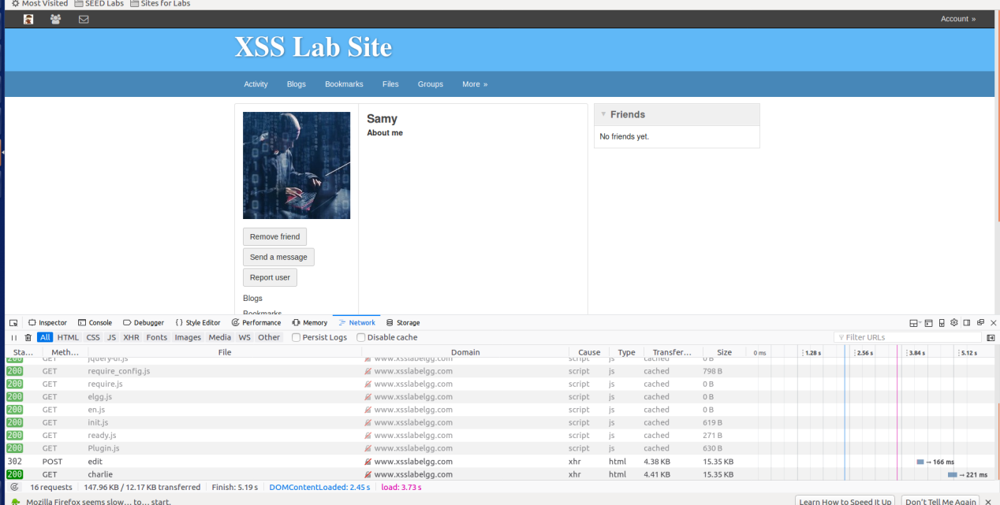 Most Visited SEED Labs Sites for Labs
Account »
XSS Lab Site
Activity Blogs Bookmarks Files Groups More »
Samy
About me
Friends
No friends yet.
Remove friend
Send a message
Report user
Blogs
Bookmarks
Inspector Console Debugger {} Style Editor Performance Memory Network Storage
All HTML CSS JS XHR Fonts Images Media WS Other Persist Logs Disable cache Filter URLs
Sta... Meth... File Domain Cause Type Transfer... Size 0 ms 1.28 s 2.56 s 3.84 s 5.12 s
200 GET jquery-ui.js www.xsslabelgg.com script js cached 0 B
200 GET require_config.js www.xsslabelgg.com script js cached 798 B
200 GET require.js www.xsslabelgg.com script js cached 0 B
200 GET elgg.js www.xsslabelgg.com script js cached 0 B
200 GET en.js www.xsslabelgg.com script js cached 0 B
200 GET init.js www.xsslabelgg.com script js cached 619 B
200 GET ready.js www.xsslabelgg.com script js cached 271 B
200 GET Plugin.js www.xsslabelgg.com script js cached 630 B
302 POST edit www.xsslabelgg.com xhr html 4.38 KB 15.35 KB → 166 ms
200 GET charlie www.xsslabelgg.com xhr html 4.41 KB 15.35 KB → 221 ms
16 requests 147.96 KB / 12.17 KB transferred Finish: 5.19 s DOMContentLoaded: 2.45 s load: 3.73 s
Mozilla Firefox seems slow... to... start. Learn How to Speed It Up Don't Tell Me Again